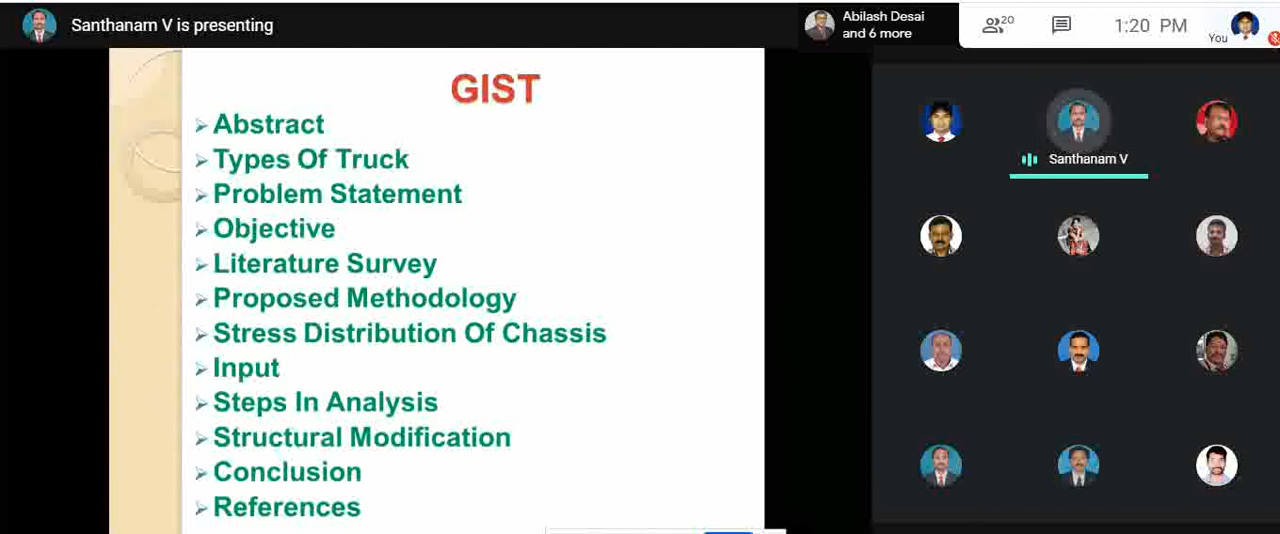 Santhanam V is presenting
Abilash Desai
and 6 more
20
1:20 PM
You
GIST
Abstract
Types Of Truck
Problem Statement
Objective
Literature Survey
Proposed Methodology
Stress Distribution Of Chassis
Input
Steps In Analysis
Structural Modification
Conclusion
References
Santhanam V